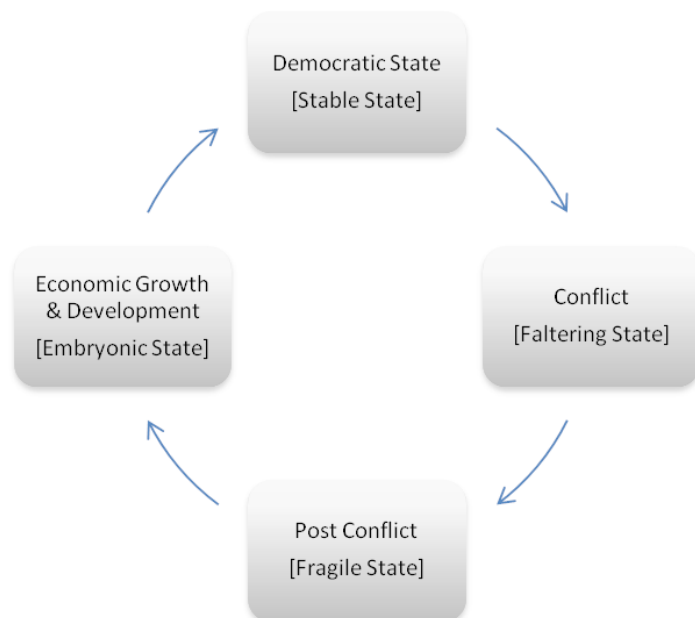 Democratic State
[Stable State]
Conflict
[Faltering State]
Post Conflict
[Fragile State]
Economic Growth
& Development
[Embryonic State]